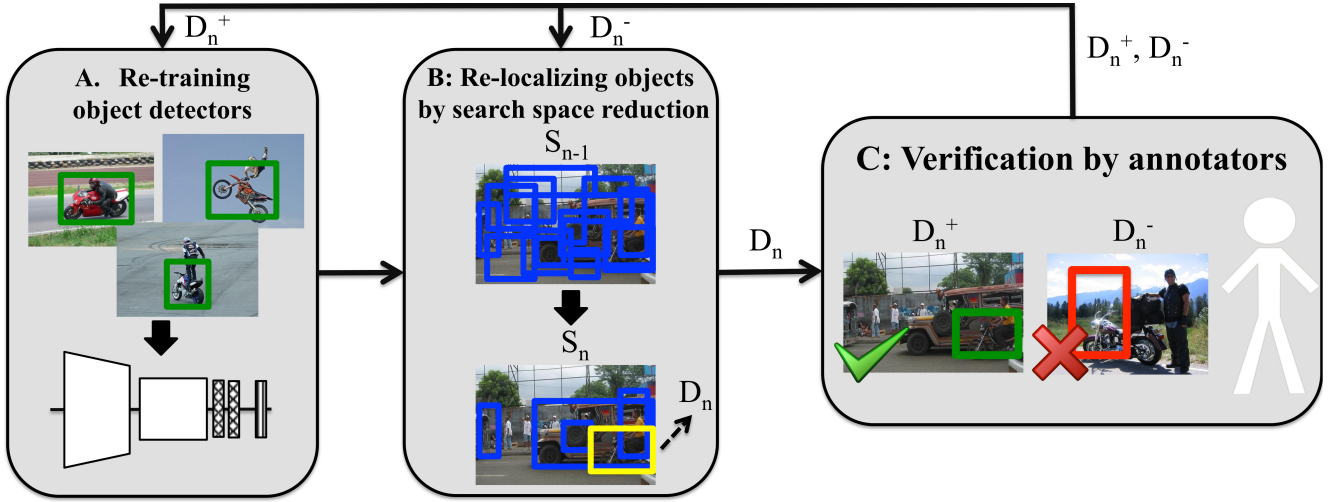 Dₙ⁺
Dₙ⁻
Dₙ⁺, Dₙ⁻
A. Re-training
object detectors
B: Re-localizing objects
by search space reduction
Sₙ₋₁
Sₙ
Dₙ
Dₙ
C: Verification by annotators
Dₙ⁺
Dₙ⁻